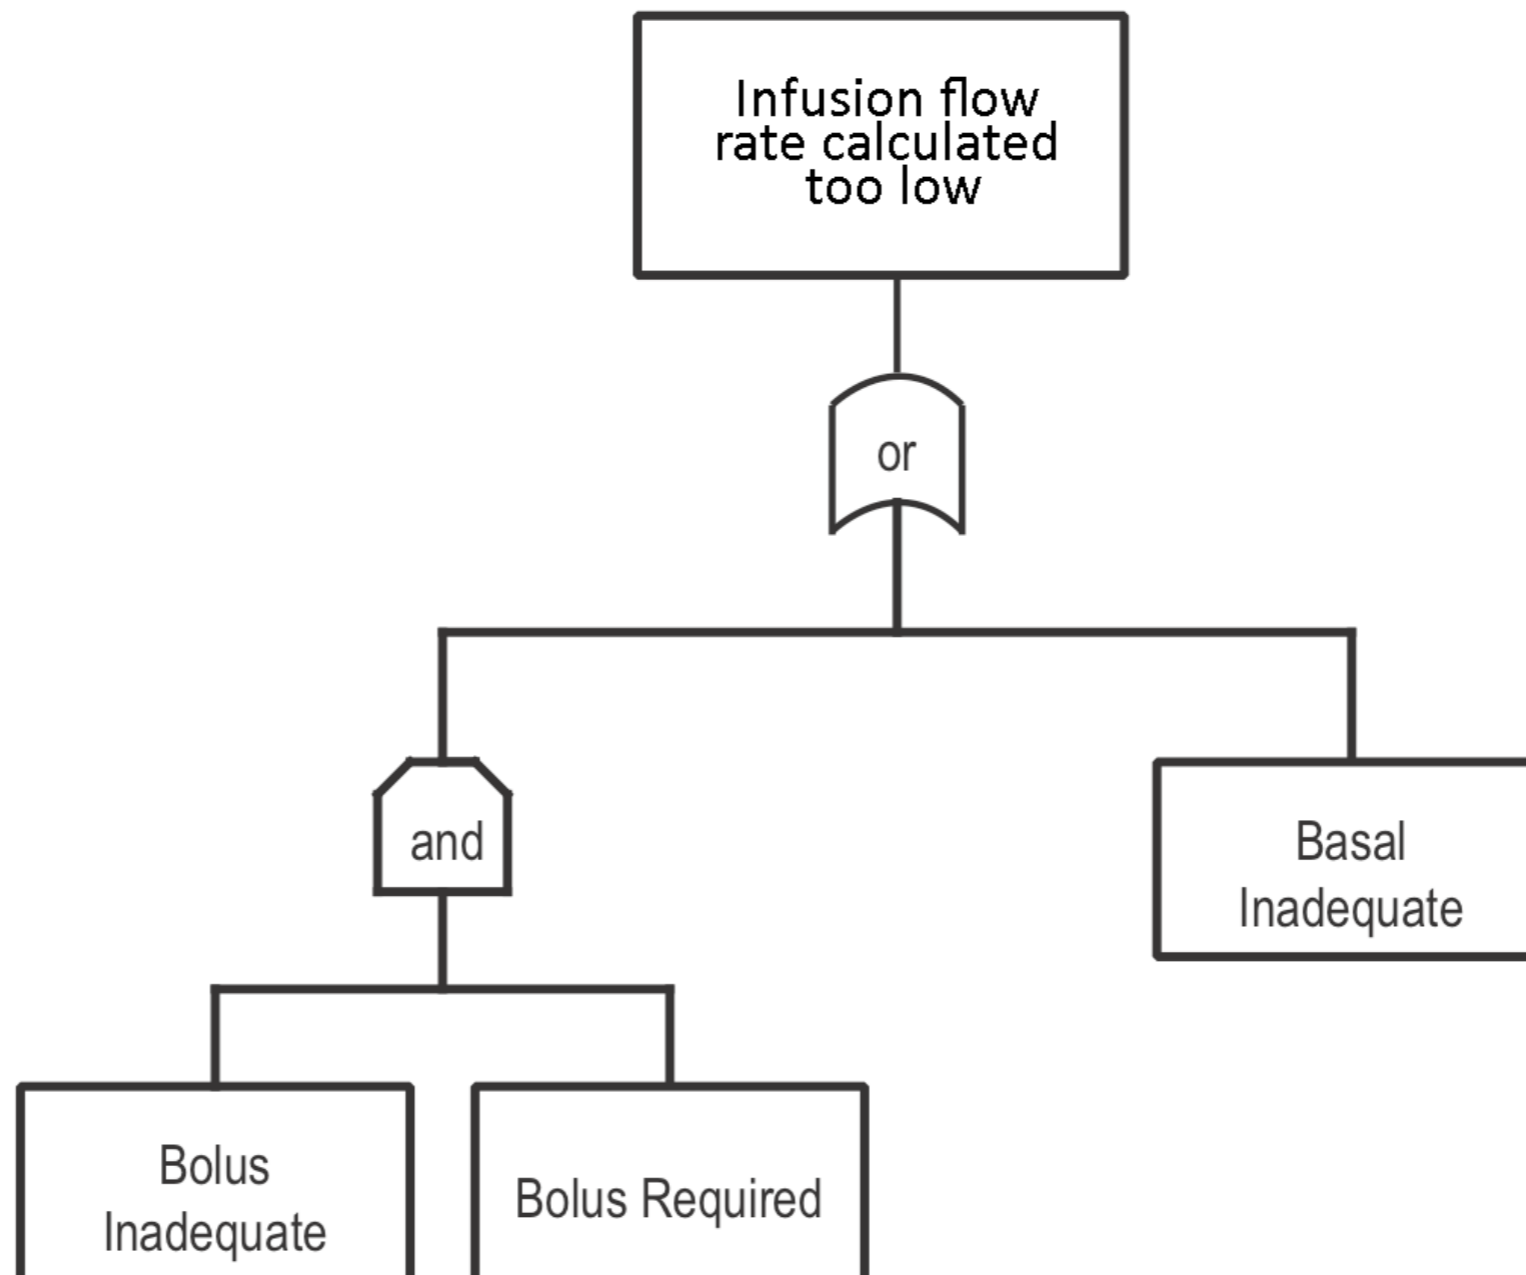 Infusion flow
rate calculated
too low
or
and
Basal
Inadequate
Bolus
Inadequate
Bolus Required